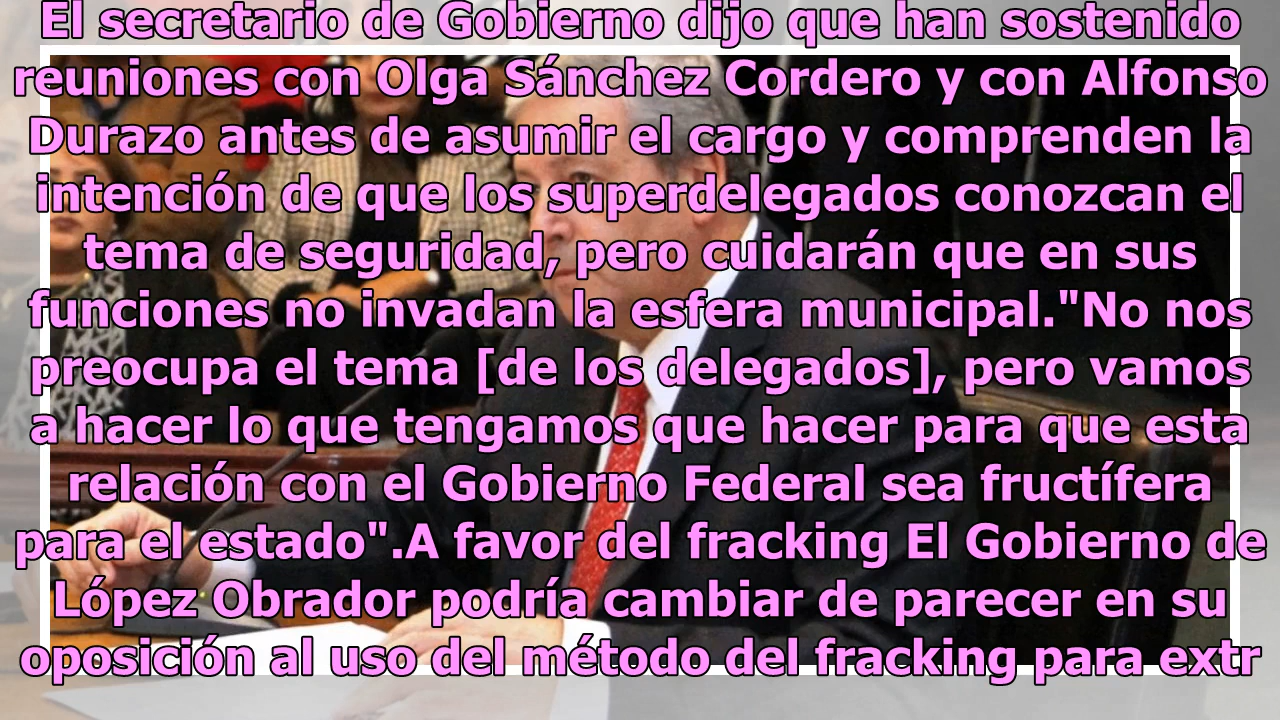 El secretario de Gobierno dijo que han sostenido
reuniones con Olga Sánchez Cordero y con Alfonso
Durazo antes de asumir el cargo y comprenden la
intención de que los superdelegados conozcan el
tema de seguridad, pero cuidarán que en sus
funciones no invadan la esfera municipal."No nos
preocupa el tema [de los delegados], pero vamos
a hacer lo que tengamos que hacer para que esta
relación con el Gobierno Federal sea fructífera
para el estado".A favor del fracking El Gobierno de
López Obrador podría cambiar de parecer en su
oposición al uso del método del fracking para extr